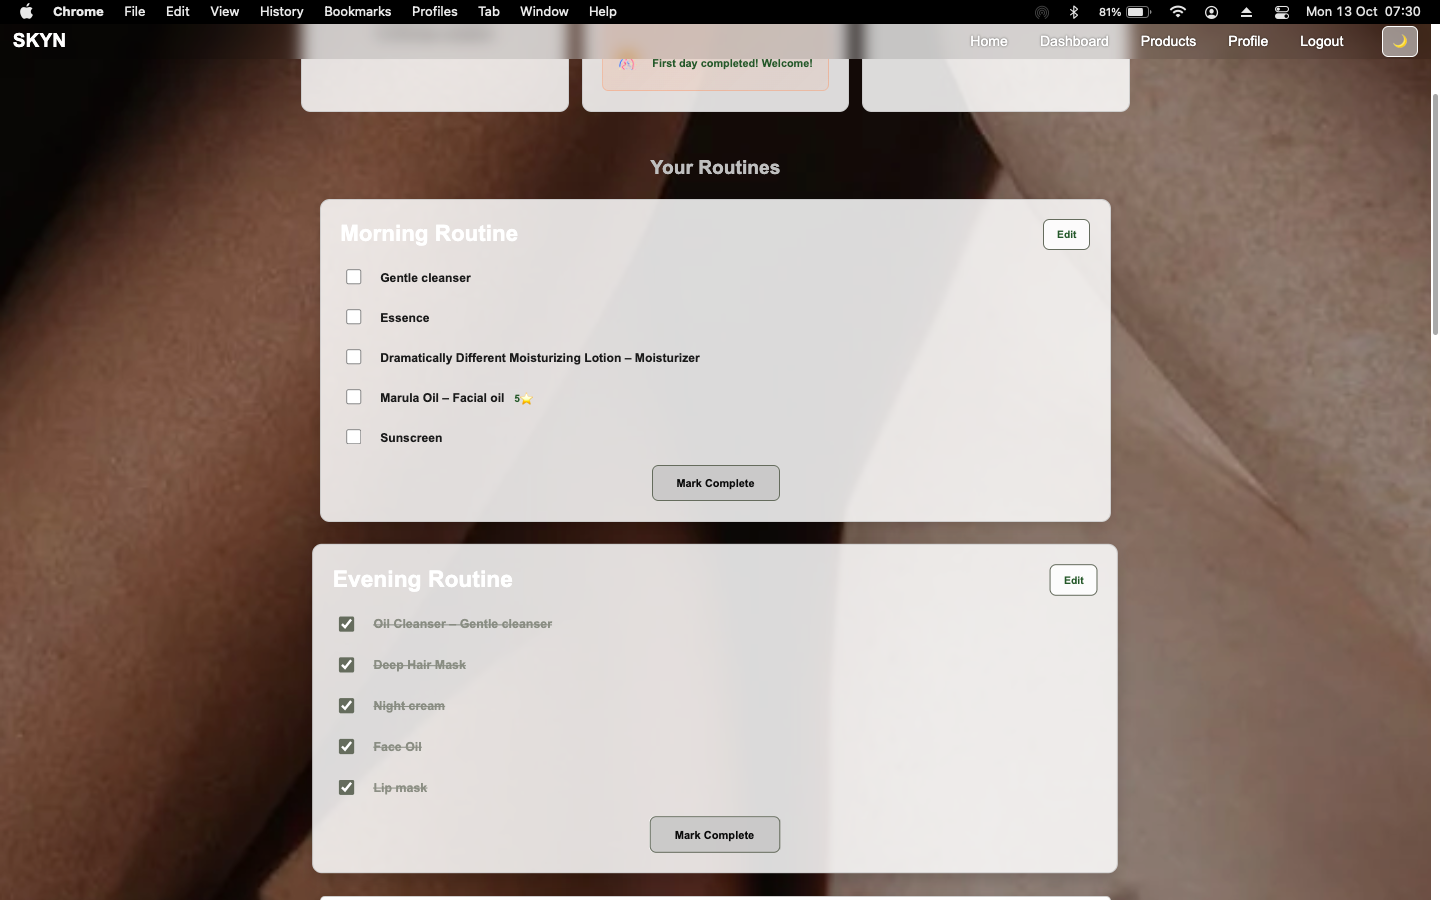 Chrome File Edit View History Bookmarks Profiles Tab Window Help 81% Mon 13 Oct 07:30
SKYN Home Dashboard Products Profile Logout
First day completed! Welcome!
Your Routines
Morning Routine Edit
Gentle cleanser
Essence
Dramatically Different Moisturizing Lotion – Moisturizer
Marula Oil – Facial oil 5
Sunscreen
Mark Complete
Evening Routine Edit
Oil Cleanser – Gentle cleanser
Deep Hair Mask
Night cream
Face Oil
Lip mask
Mark Complete